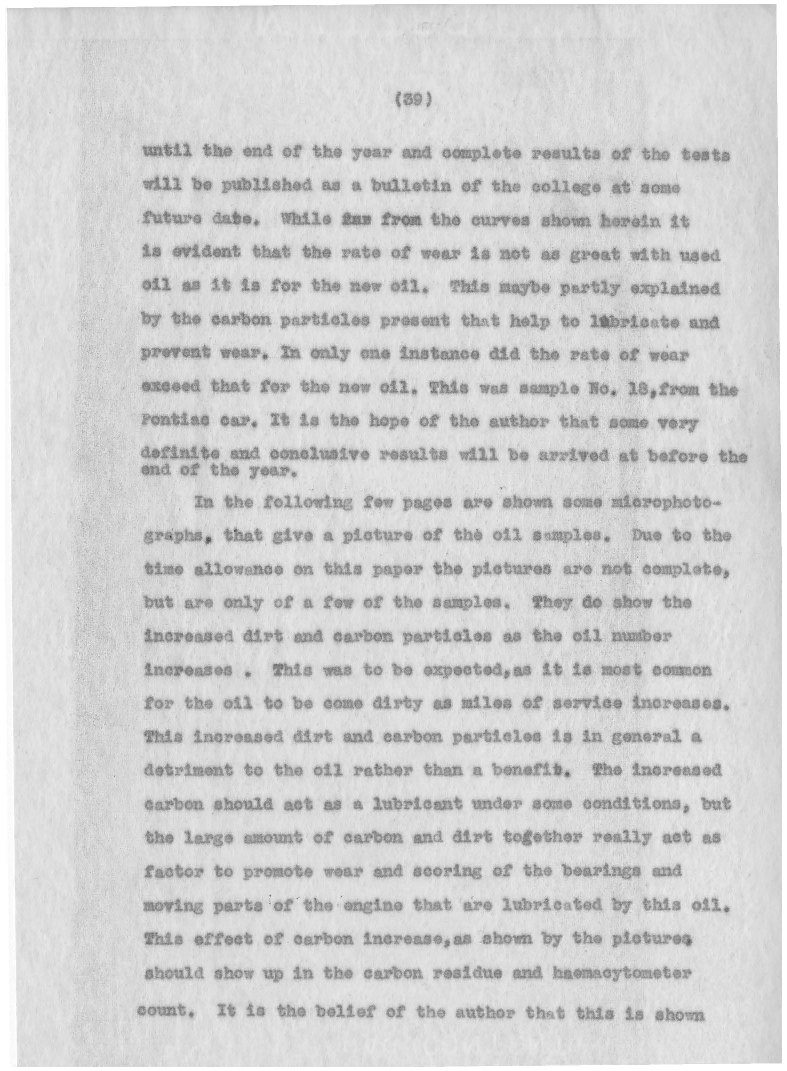 (39)
until the end of the year and complete results of the tests
will be published as a bulletin of the college at some
future date. While from the curves shown herein it
is evident that the rate of wear is not as great with used
oil as it is for the new oil. This maybe partly explained
by the carbon particles present that help to lubricate and
prevent wear. In only one instance did the rate of wear
exceed that for the new oil. This was sample No. 18,from the
Pontiac car. It is the hope of the author that some very
definite and conclusive results will be arrived at before the
end of the year.
In the following few pages are shown some microphoto-
graphs, that give a picture of the oil samples. Due to the
time allowance on this paper the pictures are not complete,
but are only of a few of the samples. They do show the
increased dirt and carbon particles as the oil number
increases . This was to be expected,as it is most common
for the oil to be come dirty as miles of service increases.
This increased dirt and carbon particles is in general a
detriment to the oil rather than a benefit. The increased
carbon should act as a lubricant under some conditions, but
the large amount of carbon and dirt together really act as
factor to promote wear and scoring of the bearings and
moving parts of the engine that are lubricated by this oil.
This effect of carbon increase,as shown by the pictures
should show up in the carbon residue and haemacytometer
count. It is the belief of the author that this is shown